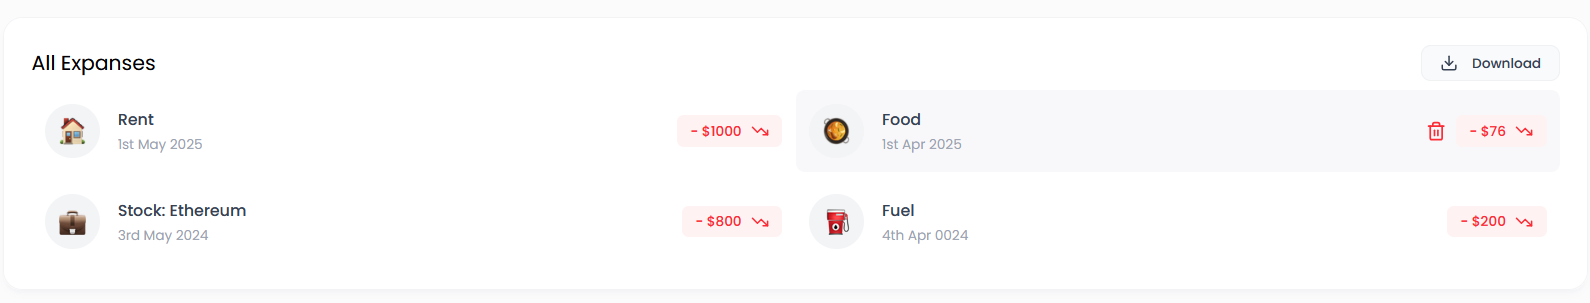 All Expanses
Download
Rent
1st May 2025
- $1000
Food
1st Apr 2025
- $76
Stock: Ethereum
3rd May 2024
- $800
Fuel
4th Apr 0024
- $200